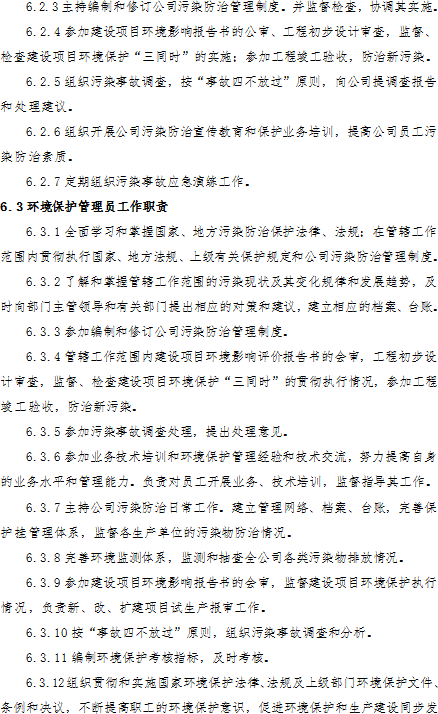 6.2.3主持编制和修订公司污染防治管理制度。并监督检查，协调其实施。
6.2.4参加建设项目环境影响报告书的公审、工程初步设计审查，监督、
检查建设项目环境保护“三同时”的实施；参加工程竣工验收，防治新污染。
6.2.5组织污染事故调查，按“事故四不放过”原则，向公司提调查报告
和处理建议。
6.2.6组织开展公司污染防治宣传教育和保护业务培训，提高公司员工污
染防治素质。
6.2.7定期组织污染事故应急演练工作。
6.3环境保护管理员工作职责
6.3.1全面学习和掌握国家、地方污染防治保护法律、法规；在管辖工作
范围内贯彻执行国家、地方法规、上级有关保护规定和公司污染防治管理制度。
6.3.2了解和掌握管辖工作范围的污染现状及其变化规律和发展趋势，及
时向部门主管领导和有关部门提出相应的对策和建议，建立相应的档案、台账。
6.3.3参加编制和修订公司污染防治管理制度。
6.3.4管辖工作范围内建设项目环境影响评价报告书的会审，工程初步设
计审查，监督、检查建设项目环境保护“三同时”的贯彻执行情况，参加工程
竣工验收，防治新污染。
6.3.5参加污染事故调查处理，提出处理意见。
6.3.6参加业务技术培训和环境保护管理经验和技术交流，努力提高自身
的业务水平和管理能力。负责对员工开展业务、技术培训，监督指导其工作。
6.3.7主持公司污染防治日常工作。建立管理网络、档案、台账，完善保
护挂管理体系，监督各生产单位的污染物防治情况。
6.3.8完善环境监测体系，监测和抽查全公司各类污染物排放情况。
6.3.9参加建设项目环境影响报告书的会审，监督建设项目环境保护执行
情况，负责新、改、扩建项目试生产报审工作。
6.3.10按“事故四不放过”原则，组织污染事故调查和分析。
6.3.11编制环境保护考核指标，及时考核。
6.3.12组织贯彻和实施国家环境保护法律、法规及上级部门环境保护文件、
条例和决议，不断提高职工的环境保护意识，促进环境保护和生产建设同步发